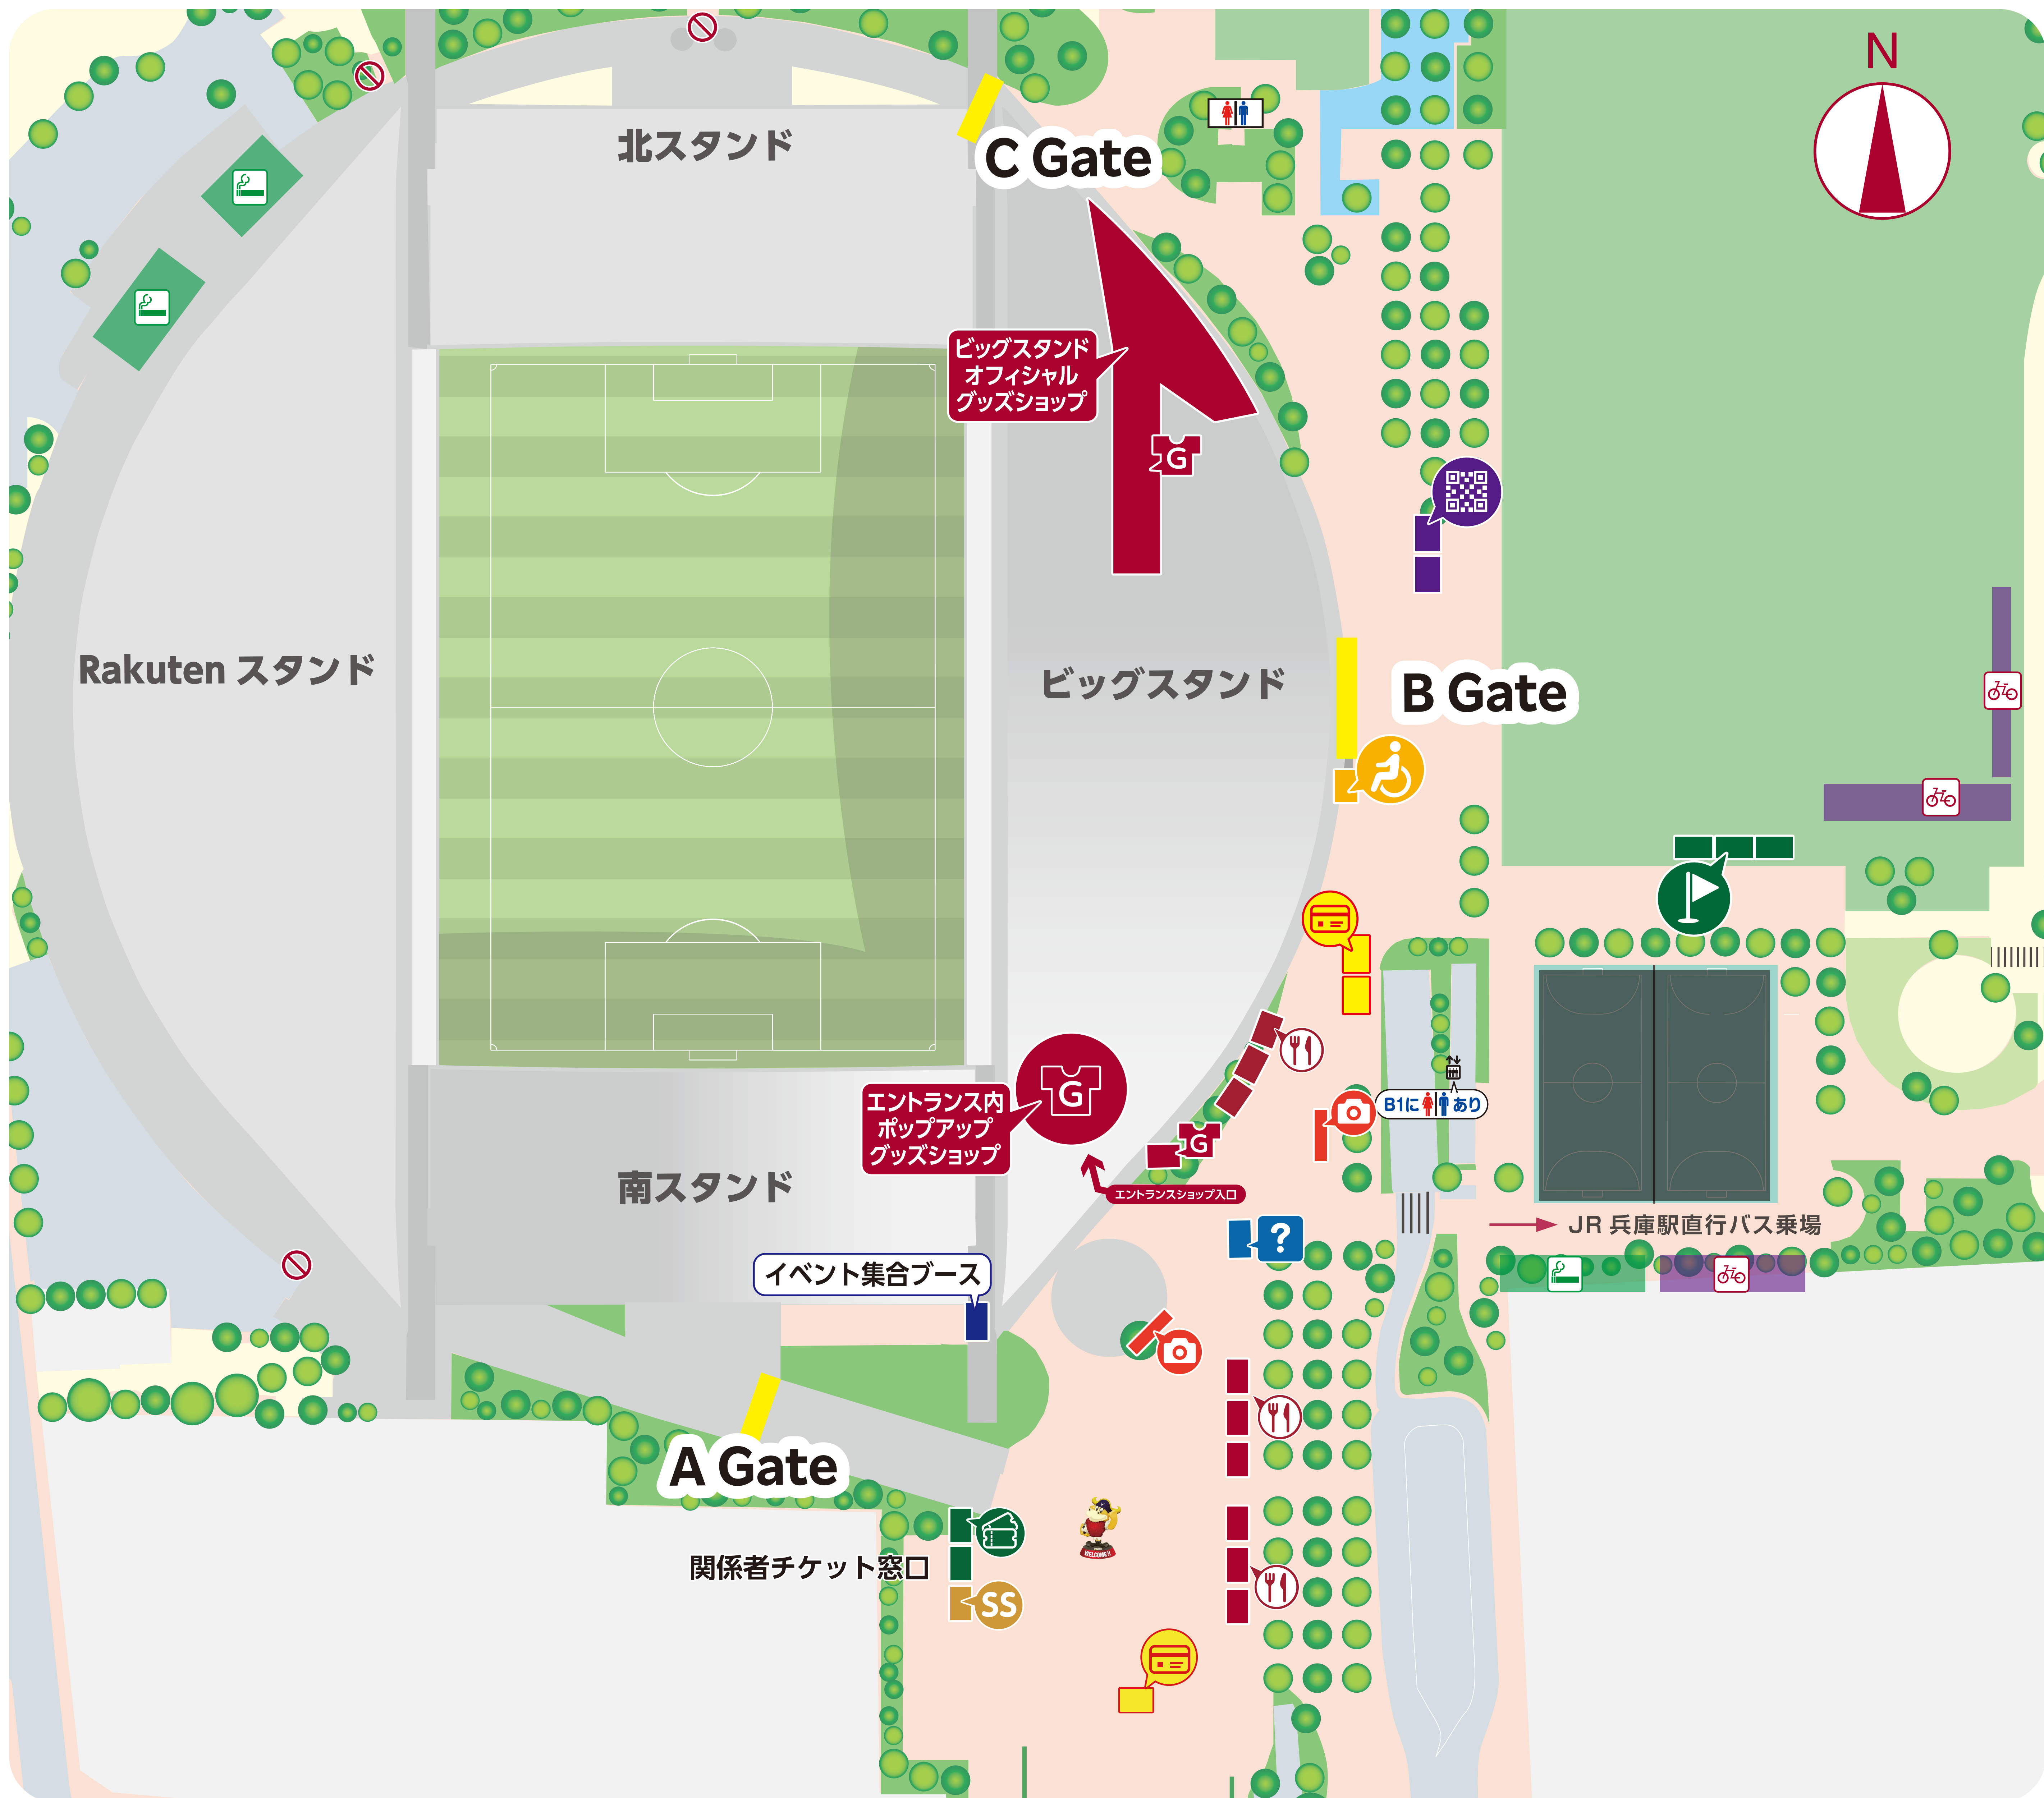 N
北スタンド
C Gate
ビッグスタンド
オフィシャル
グッズショップ
G
Rakuten スタンド
ビッグスタンド
B Gate
エントランス内
ポップアップ
グッズショップ
G
G
B1に
あり
エントランスショップ入口
南スタンド
?
JR 兵庫駅直行バス乗場
イベント集合ブース
A Gate
関係者チケット窓口
SS
WELCOME!!